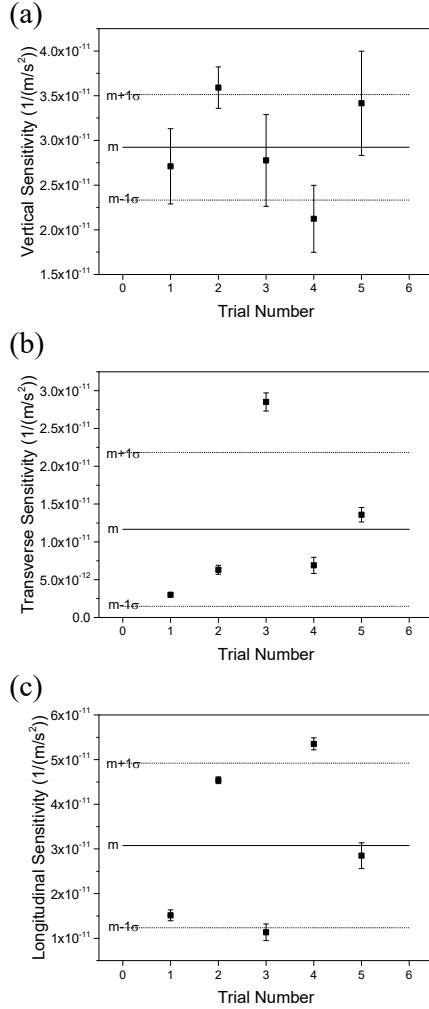 (a)
Vertical Sensitivity (1/(m/s²))
4.0x10⁻¹¹
3.5x10⁻¹¹
3.0x10⁻¹¹
2.5x10⁻¹¹
2.0x10⁻¹¹
1.5x10⁻¹¹
m+1σ
m
m-1σ
0 1 2 3 4 5 6
Trial Number
(b)
Transverse Sensitivity (1/(m/s²))
3.0x10⁻¹¹
2.5x10⁻¹¹
2.0x10⁻¹¹
1.5x10⁻¹¹
1.0x10⁻¹¹
5.0x10⁻¹²
0.0
m+1σ
m
m-1σ
0 1 2 3 4 5 6
Trial Number
(c)
Longitudinal Sensitivity (1/(m/s²))
6x10⁻¹¹
5x10⁻¹¹
4x10⁻¹¹
3x10⁻¹¹
2x10⁻¹¹
1x10⁻¹¹
m+1σ
m
m-1σ
0 1 2 3 4 5 6
Trial Number